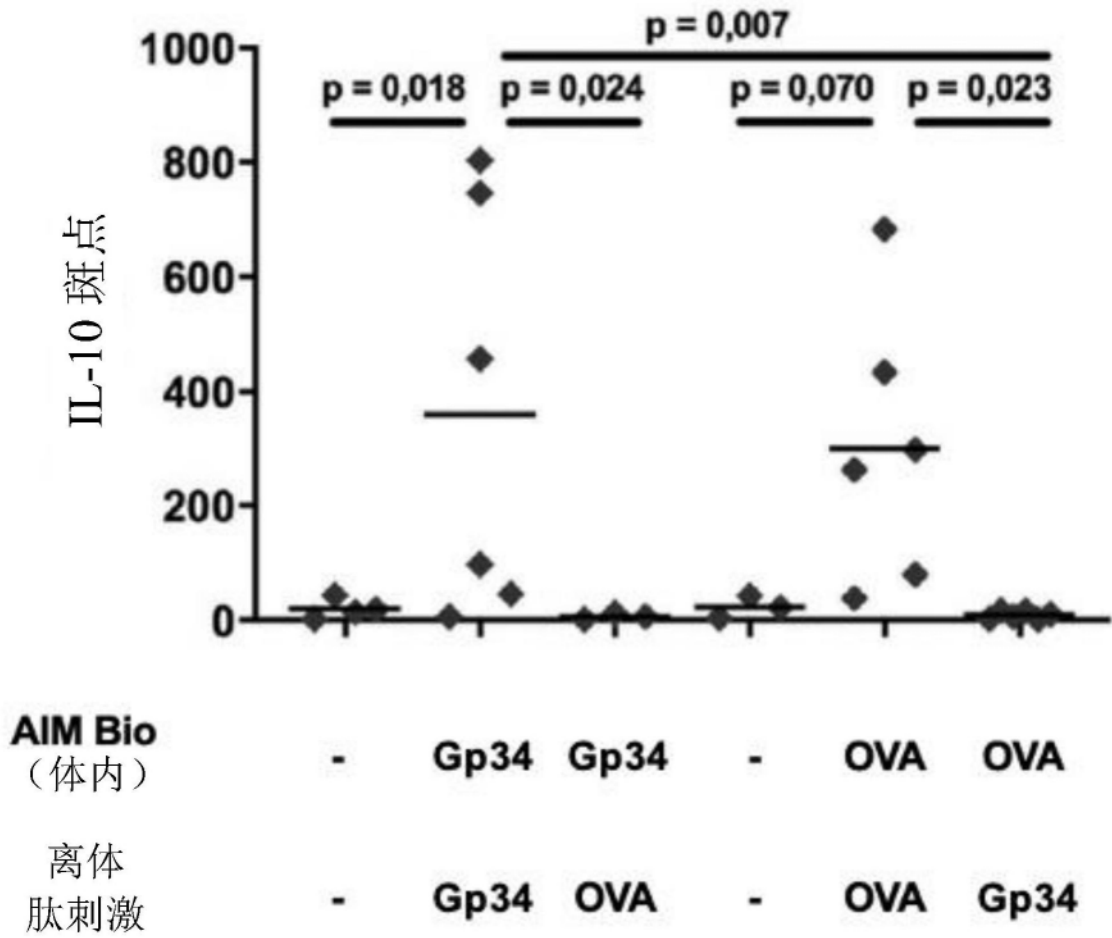 p = 0,007
p = 0,018 p = 0,024 p = 0,070 p = 0,023
1000
800
600
400
200
0
IL-10 斑点
AIM Bio
（体内）
- Gp34 Gp34 - OVA OVA
离体
肽刺激
- Gp34 OVA - OVA Gp34